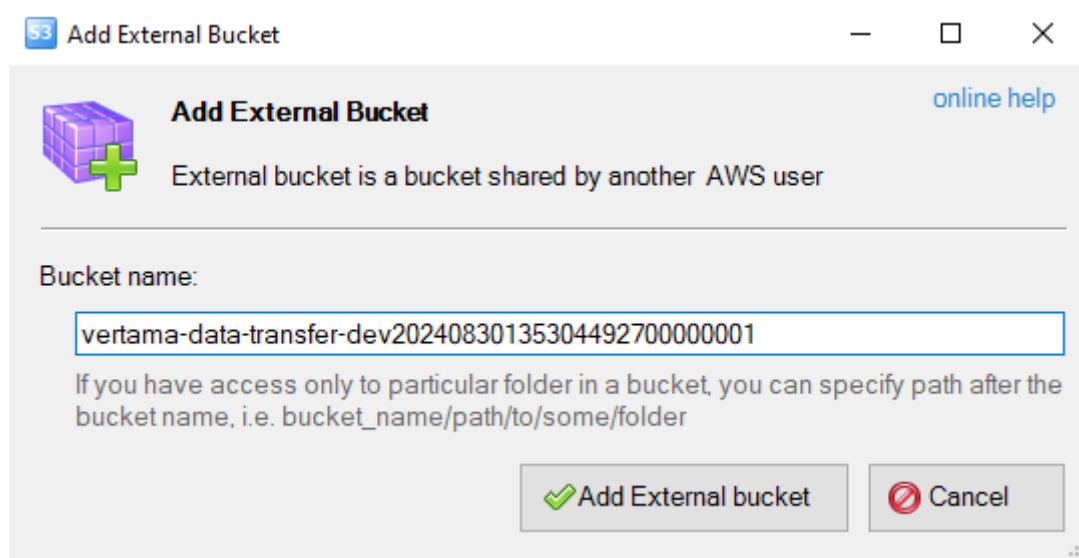 S3 Add External Bucket
online help
Add External Bucket
External bucket is a bucket shared by another AWS user
Bucket name:
vertama-data-transfer-dev20240830135304492700000001
If you have access only to particular folder in a bucket, you can specify path after the
bucket name, i.e. bucket_name/path/to/some/folder
Add External bucket
Cancel